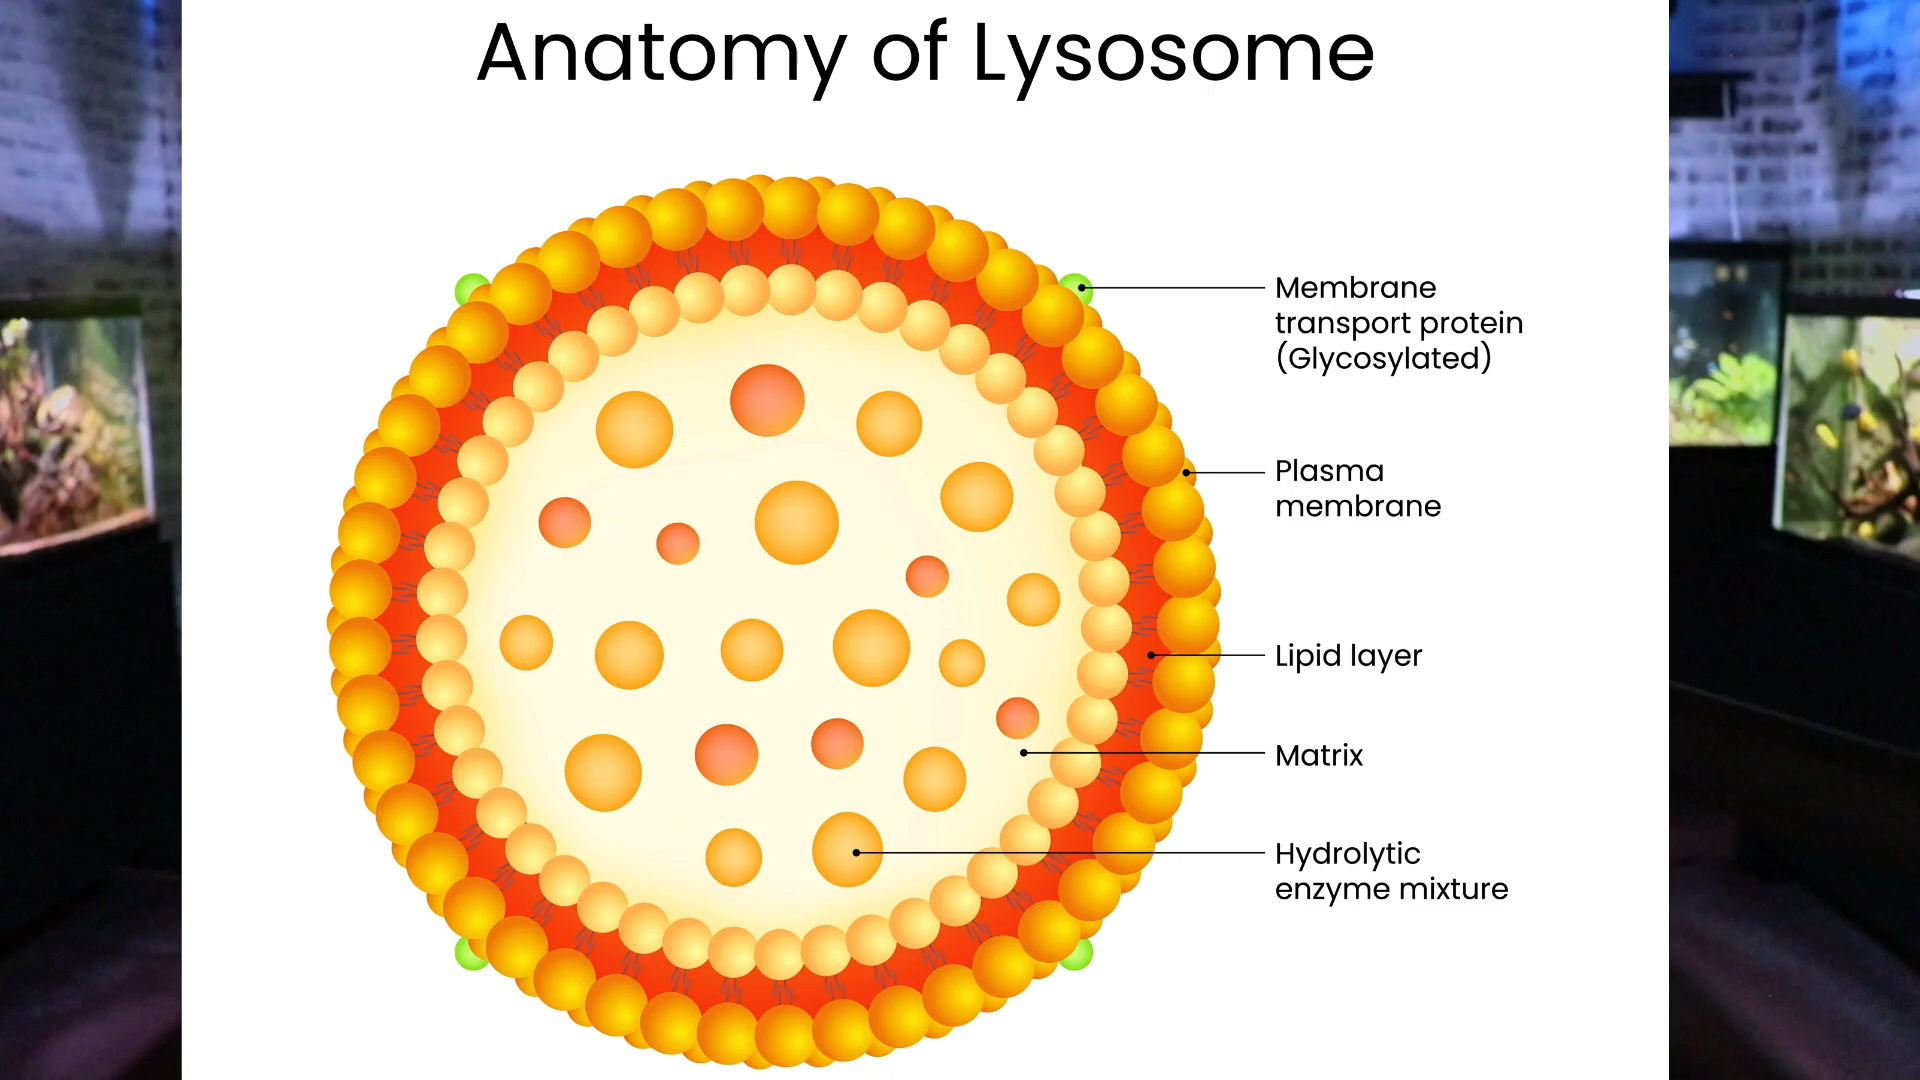 Anatomy of Lysosome
Membrane
transport protein
(Glycosylated)
Plasma
membrane
Lipid layer
Matrix
Hydrolytic
enzyme mixture